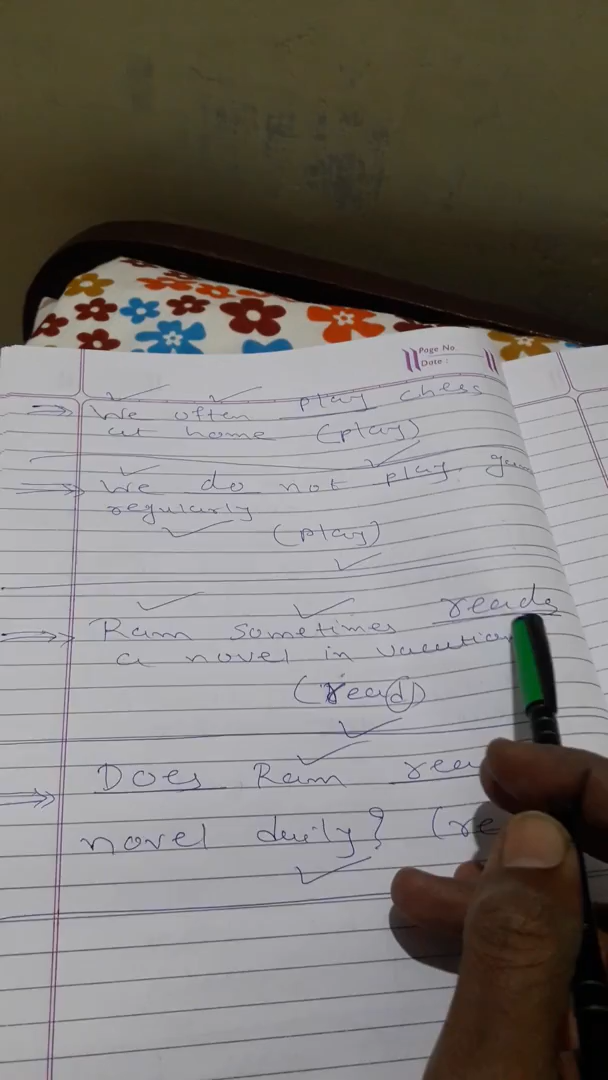 Page No
Date :
We often play chess
at home (play)
We do not play
regularly
(play)
Ram sometimes reads
a novel in vacation
(read)
Does Ram
novel daily?